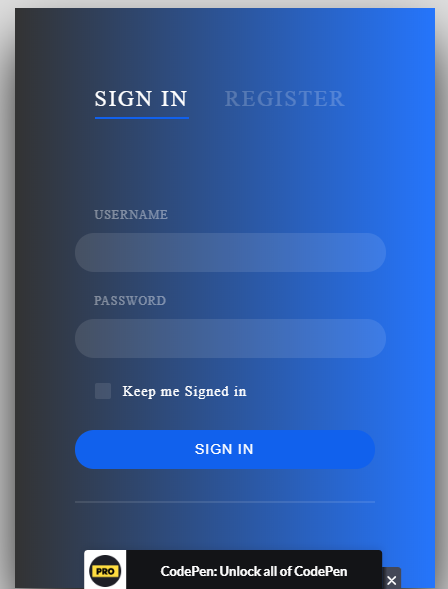 SIGN IN REGISTER
USERNAME
PASSWORD
Keep me Signed in
SIGN IN
PRO CodePen: Unlock all of CodePen